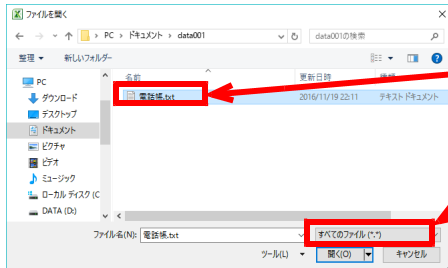 ファイルを開く
PC > ドキュメント > data001
data001の検索
整理 新しいフォルダー
名前 更新日時
電話帳.txt 2016/11/19 22:11 テキスト ドキュメント
PC
ダウンロード
デスクトップ
ドキュメント
ピクチャ
ビデオ
ミュージック
ローカル ディスク (C
DATA (D:)
ファイル名(N): 電話帳.txt すべてのファイル (*.*)
ツール(L) 開く(O) キャンセル